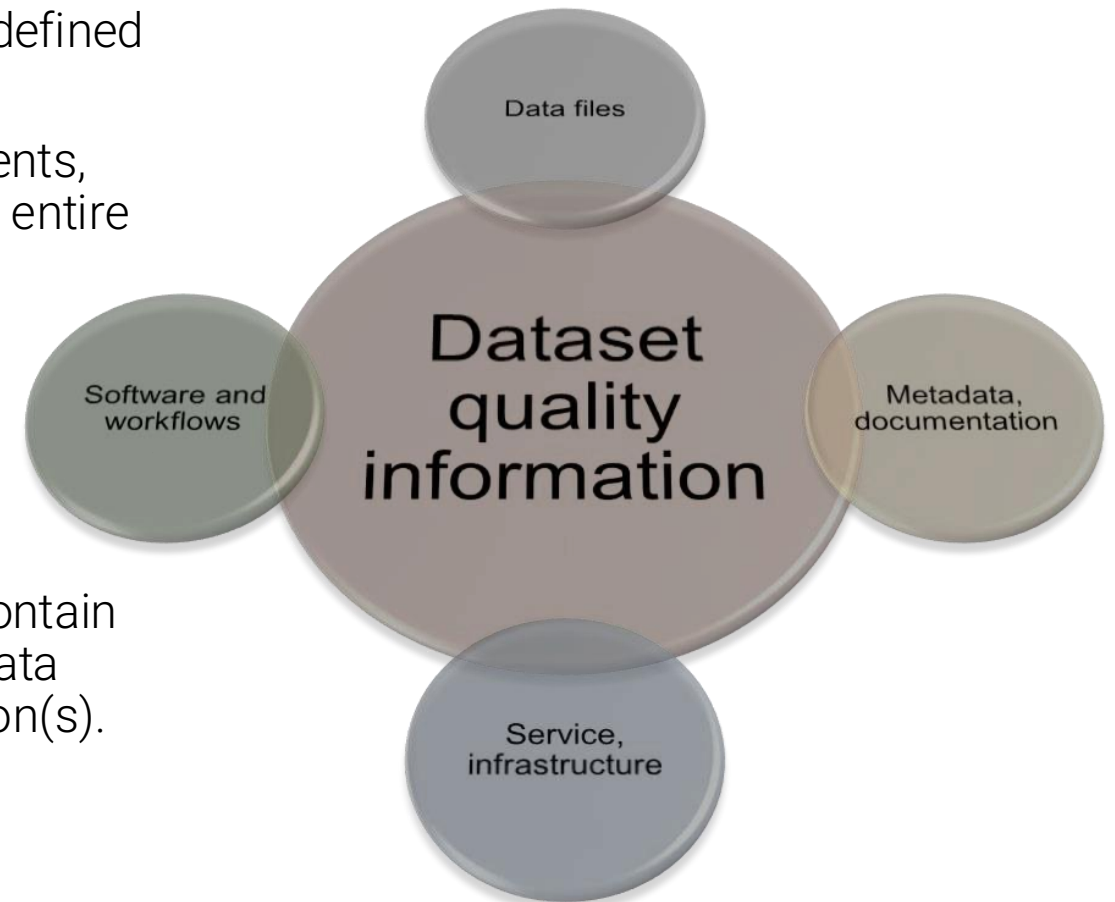 defined
ents,
entire
ontain
ata
on(s).
Data files
Dataset
quality
information
Software and
workflows
Metadata,
documentation
Service,
infrastructure